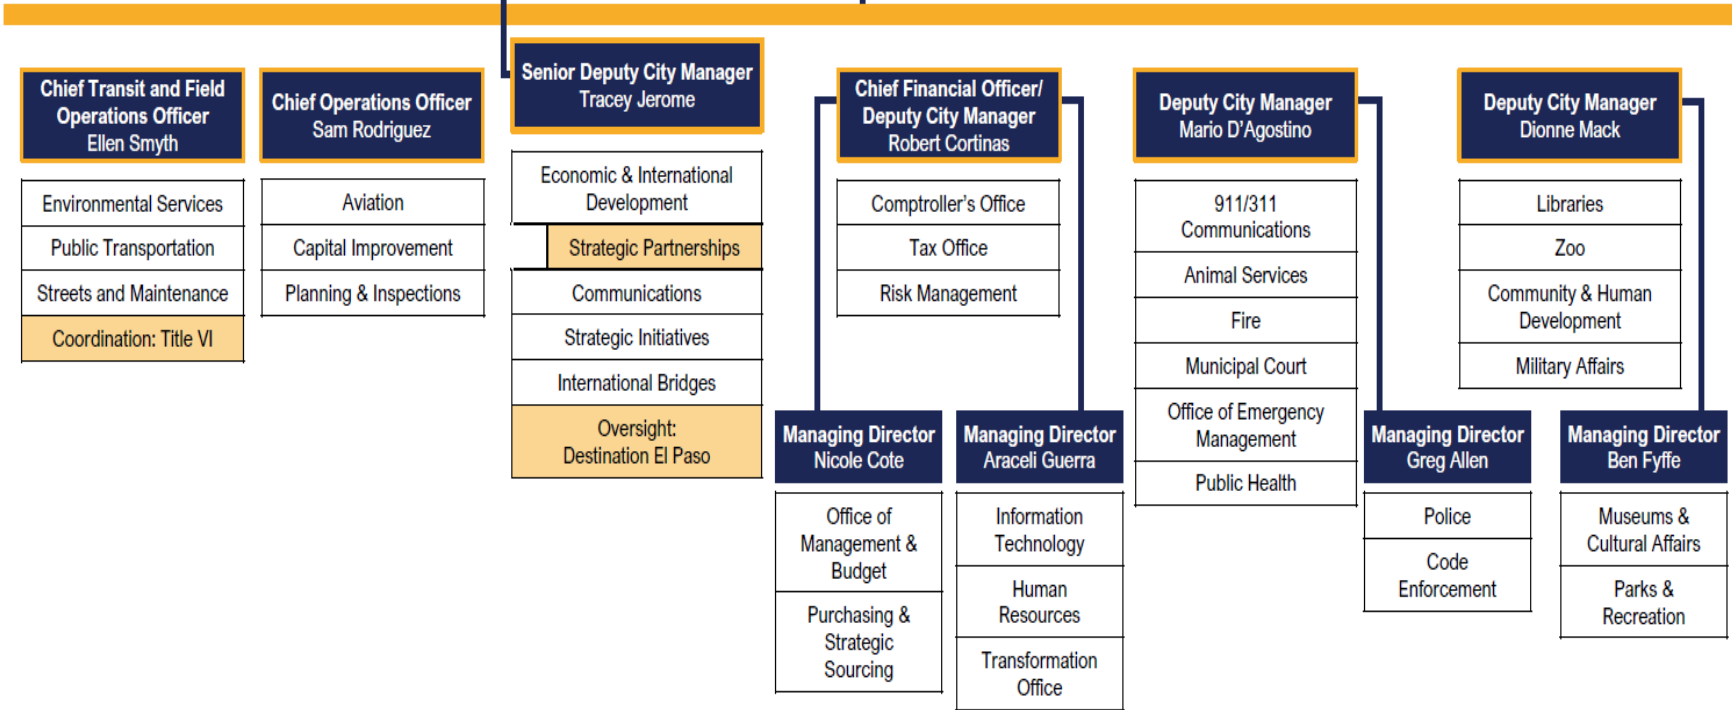 Chief Transit and Field
Operations Officer
Ellen Smyth
Environmental Services
Public Transportation
Streets and Maintenance
Coordination: Title VI
Chief Operations Officer
Sam Rodriguez
Aviation
Capital Improvement
Planning & Inspections
Senior Deputy City Manager
Tracey Jerome
Economic & International
Development
Strategic Partnerships
Communications
Strategic Initiatives
International Bridges
Oversight:
Destination El Paso
Chief Financial Officer/
Deputy City Manager
Robert Cortinas
Comptroller's Office
Tax Office
Risk Management
Managing Director
Nicole Cote
Office of
Management &
Budget
Purchasing &
Strategic
Sourcing
Managing Director
Araceli Guerra
Information
Technology
Human
Resources
Transformation
Office
Deputy City Manager
Mario D'Agostino
911/311
Communications
Animal Services
Fire
Municipal Court
Office of Emergency
Management
Public Health
Managing Director
Greg Allen
Police
Code
Enforcement
Deputy City Manager
Dionne Mack
Libraries
Zoo
Community & Human
Development
Military Affairs
Managing Director
Ben Fyffe
Museums &
Cultural Affairs
Parks &
Recreation